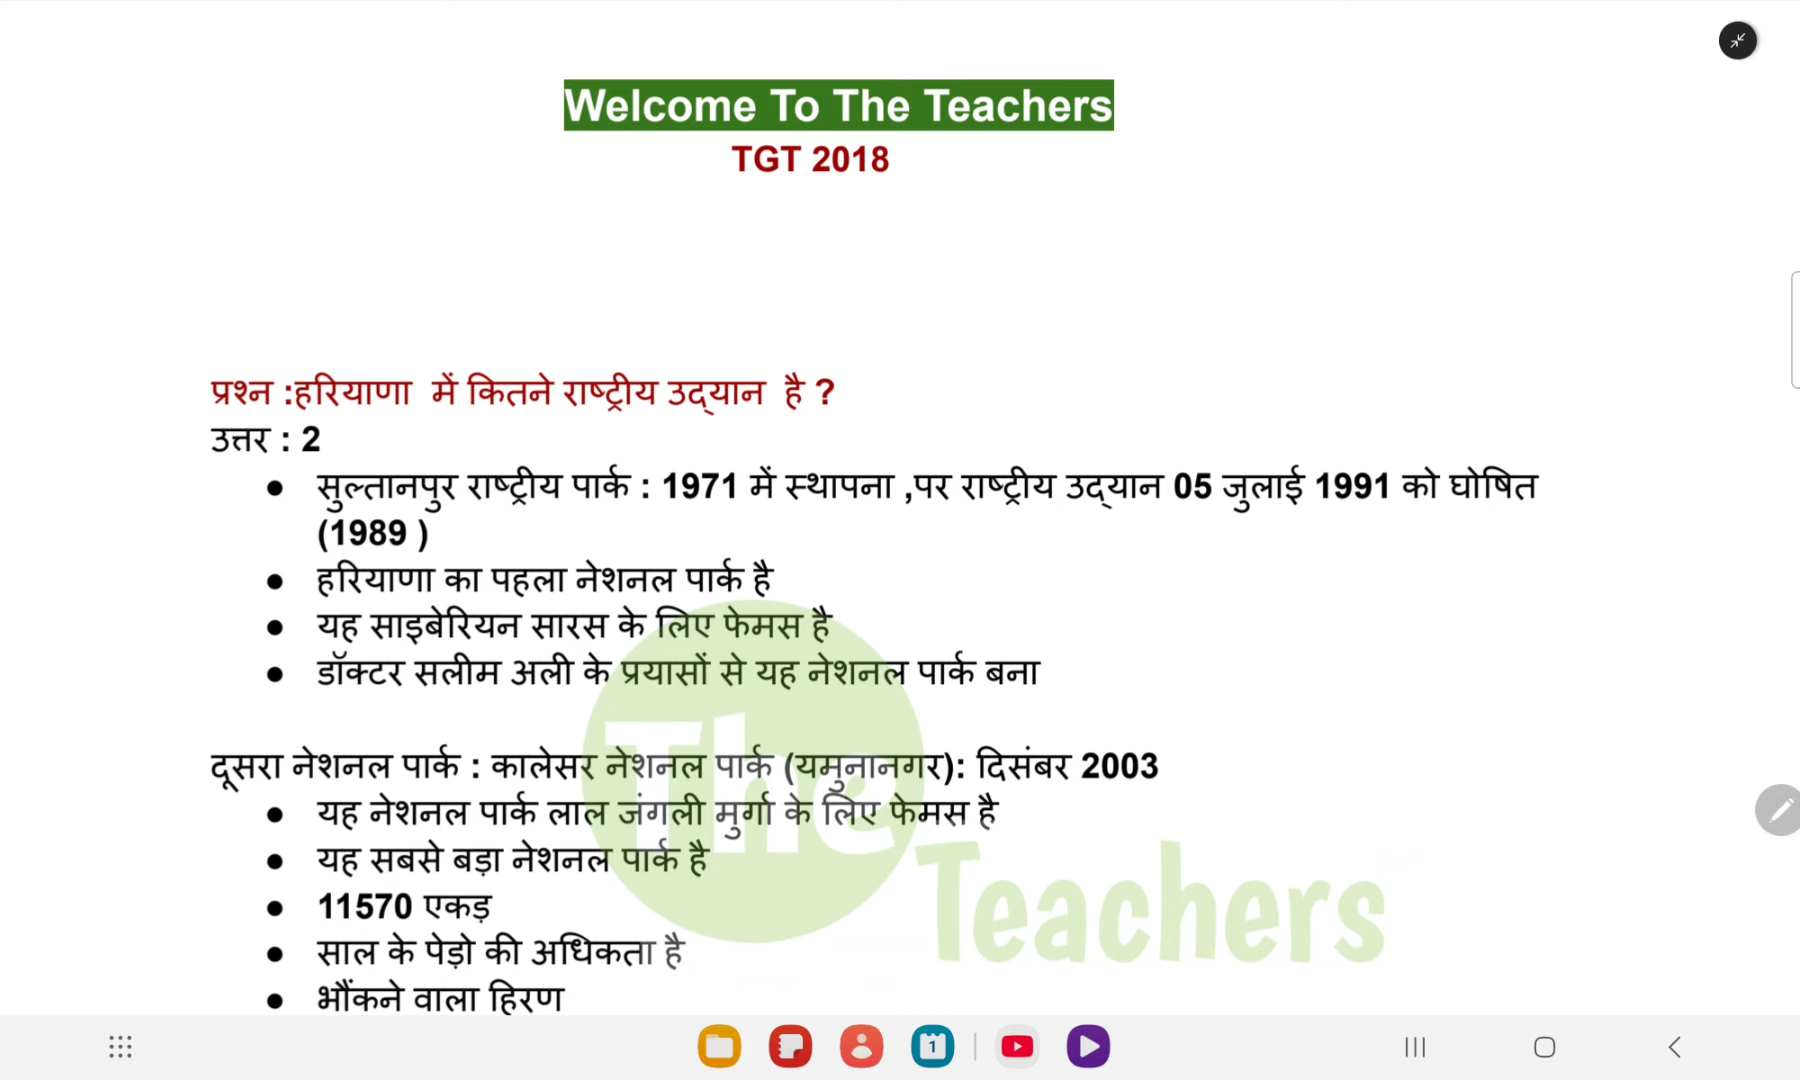 Welcome To The Teachers
TGT 2018
प्रश्न :हरियाणा में कितने राष्ट्रीय उद्यान है ?
उत्तर : 2
● सुल्तानपुर राष्ट्रीय पार्क : 1971 में स्थापना ,पर राष्ट्रीय उद्यान 05 जुलाई 1991 को घोषित
(1989 )
● हरियाणा का पहला नेशनल पार्क है
● यह साइबेरियन सारस के लिए फेमस है
● डॉक्टर सलीम अली के प्रयासों से यह नेशनल पार्क बना
दूसरा नेशनल पार्क : कालेसर नेशनल पार्क (यमुनानगर): दिसंबर 2003
● यह नेशनल पार्क लाल जंगली मुर्गा के लिए फेमस है
● यह सबसे बड़ा नेशनल पार्क है
● 11570 एकड़
● साल के पेड़ो की अधिकता है
● भौंकने वाला हिरण
The
Teachers
1